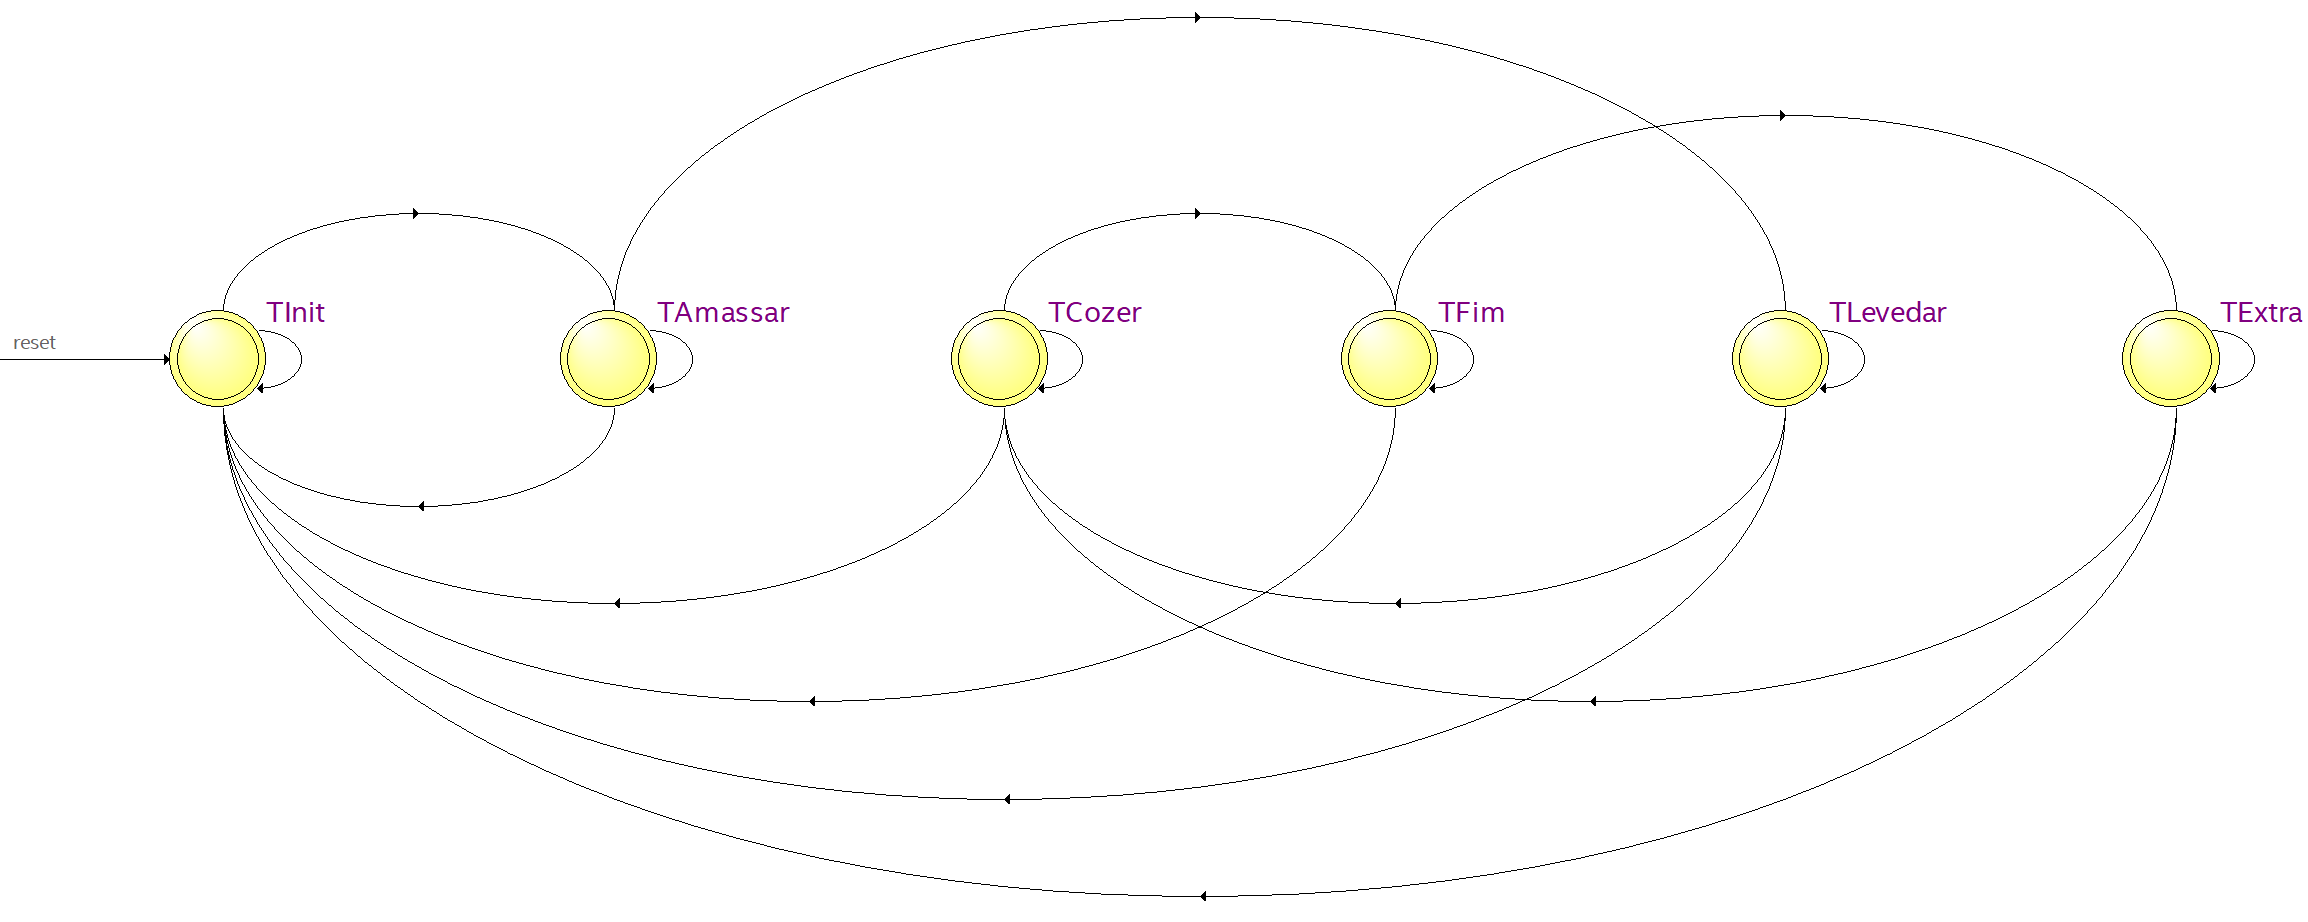 TInit
TAmassar
TCozer
TFim
TLevedar
TExtra
reset